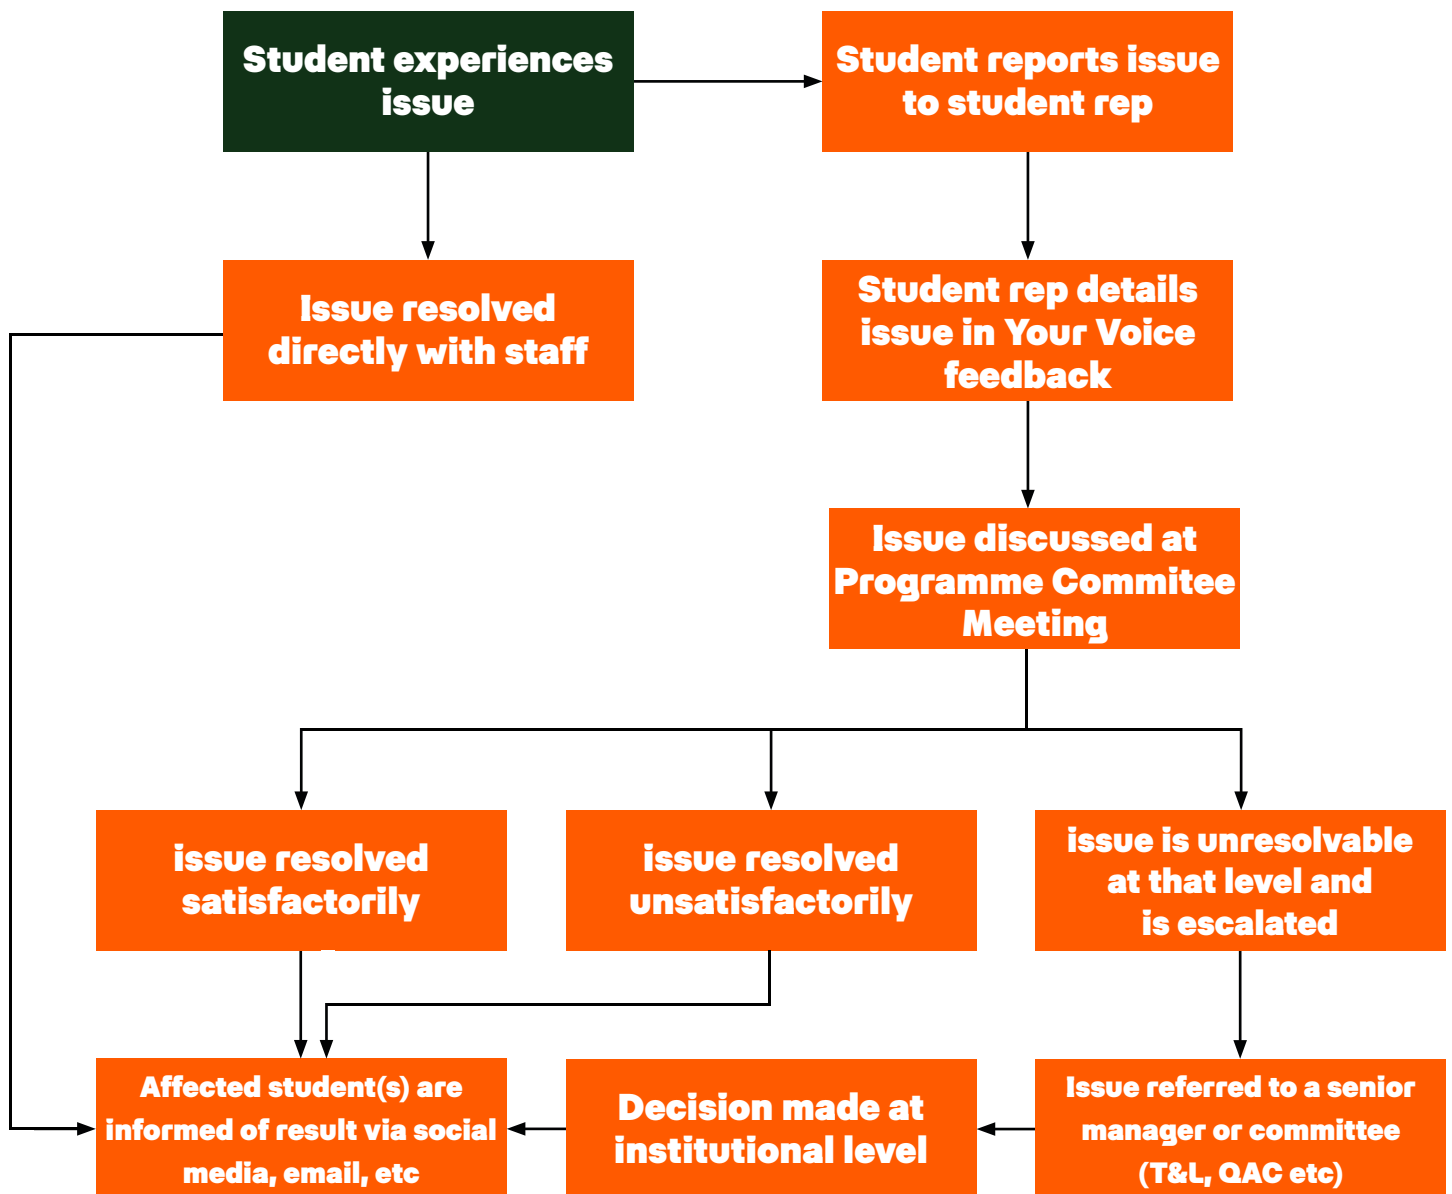 Student experiences
issue
Student reports issue
to student rep
Issue resolved
directly with staff
Student rep details
issue in Your Voice
feedback
Issue discussed at
Programme Commitee
Meeting
issue resolved
satisfactorily
issue resolved
unsatisfactorily
issue is unresolvable
at that level and
is escalated
Affected student(s) are
informed of result via social
media, email, etc
Decision made at
institutional level
Issue referred to a senior
manager or committee
(T&L, QAC etc)